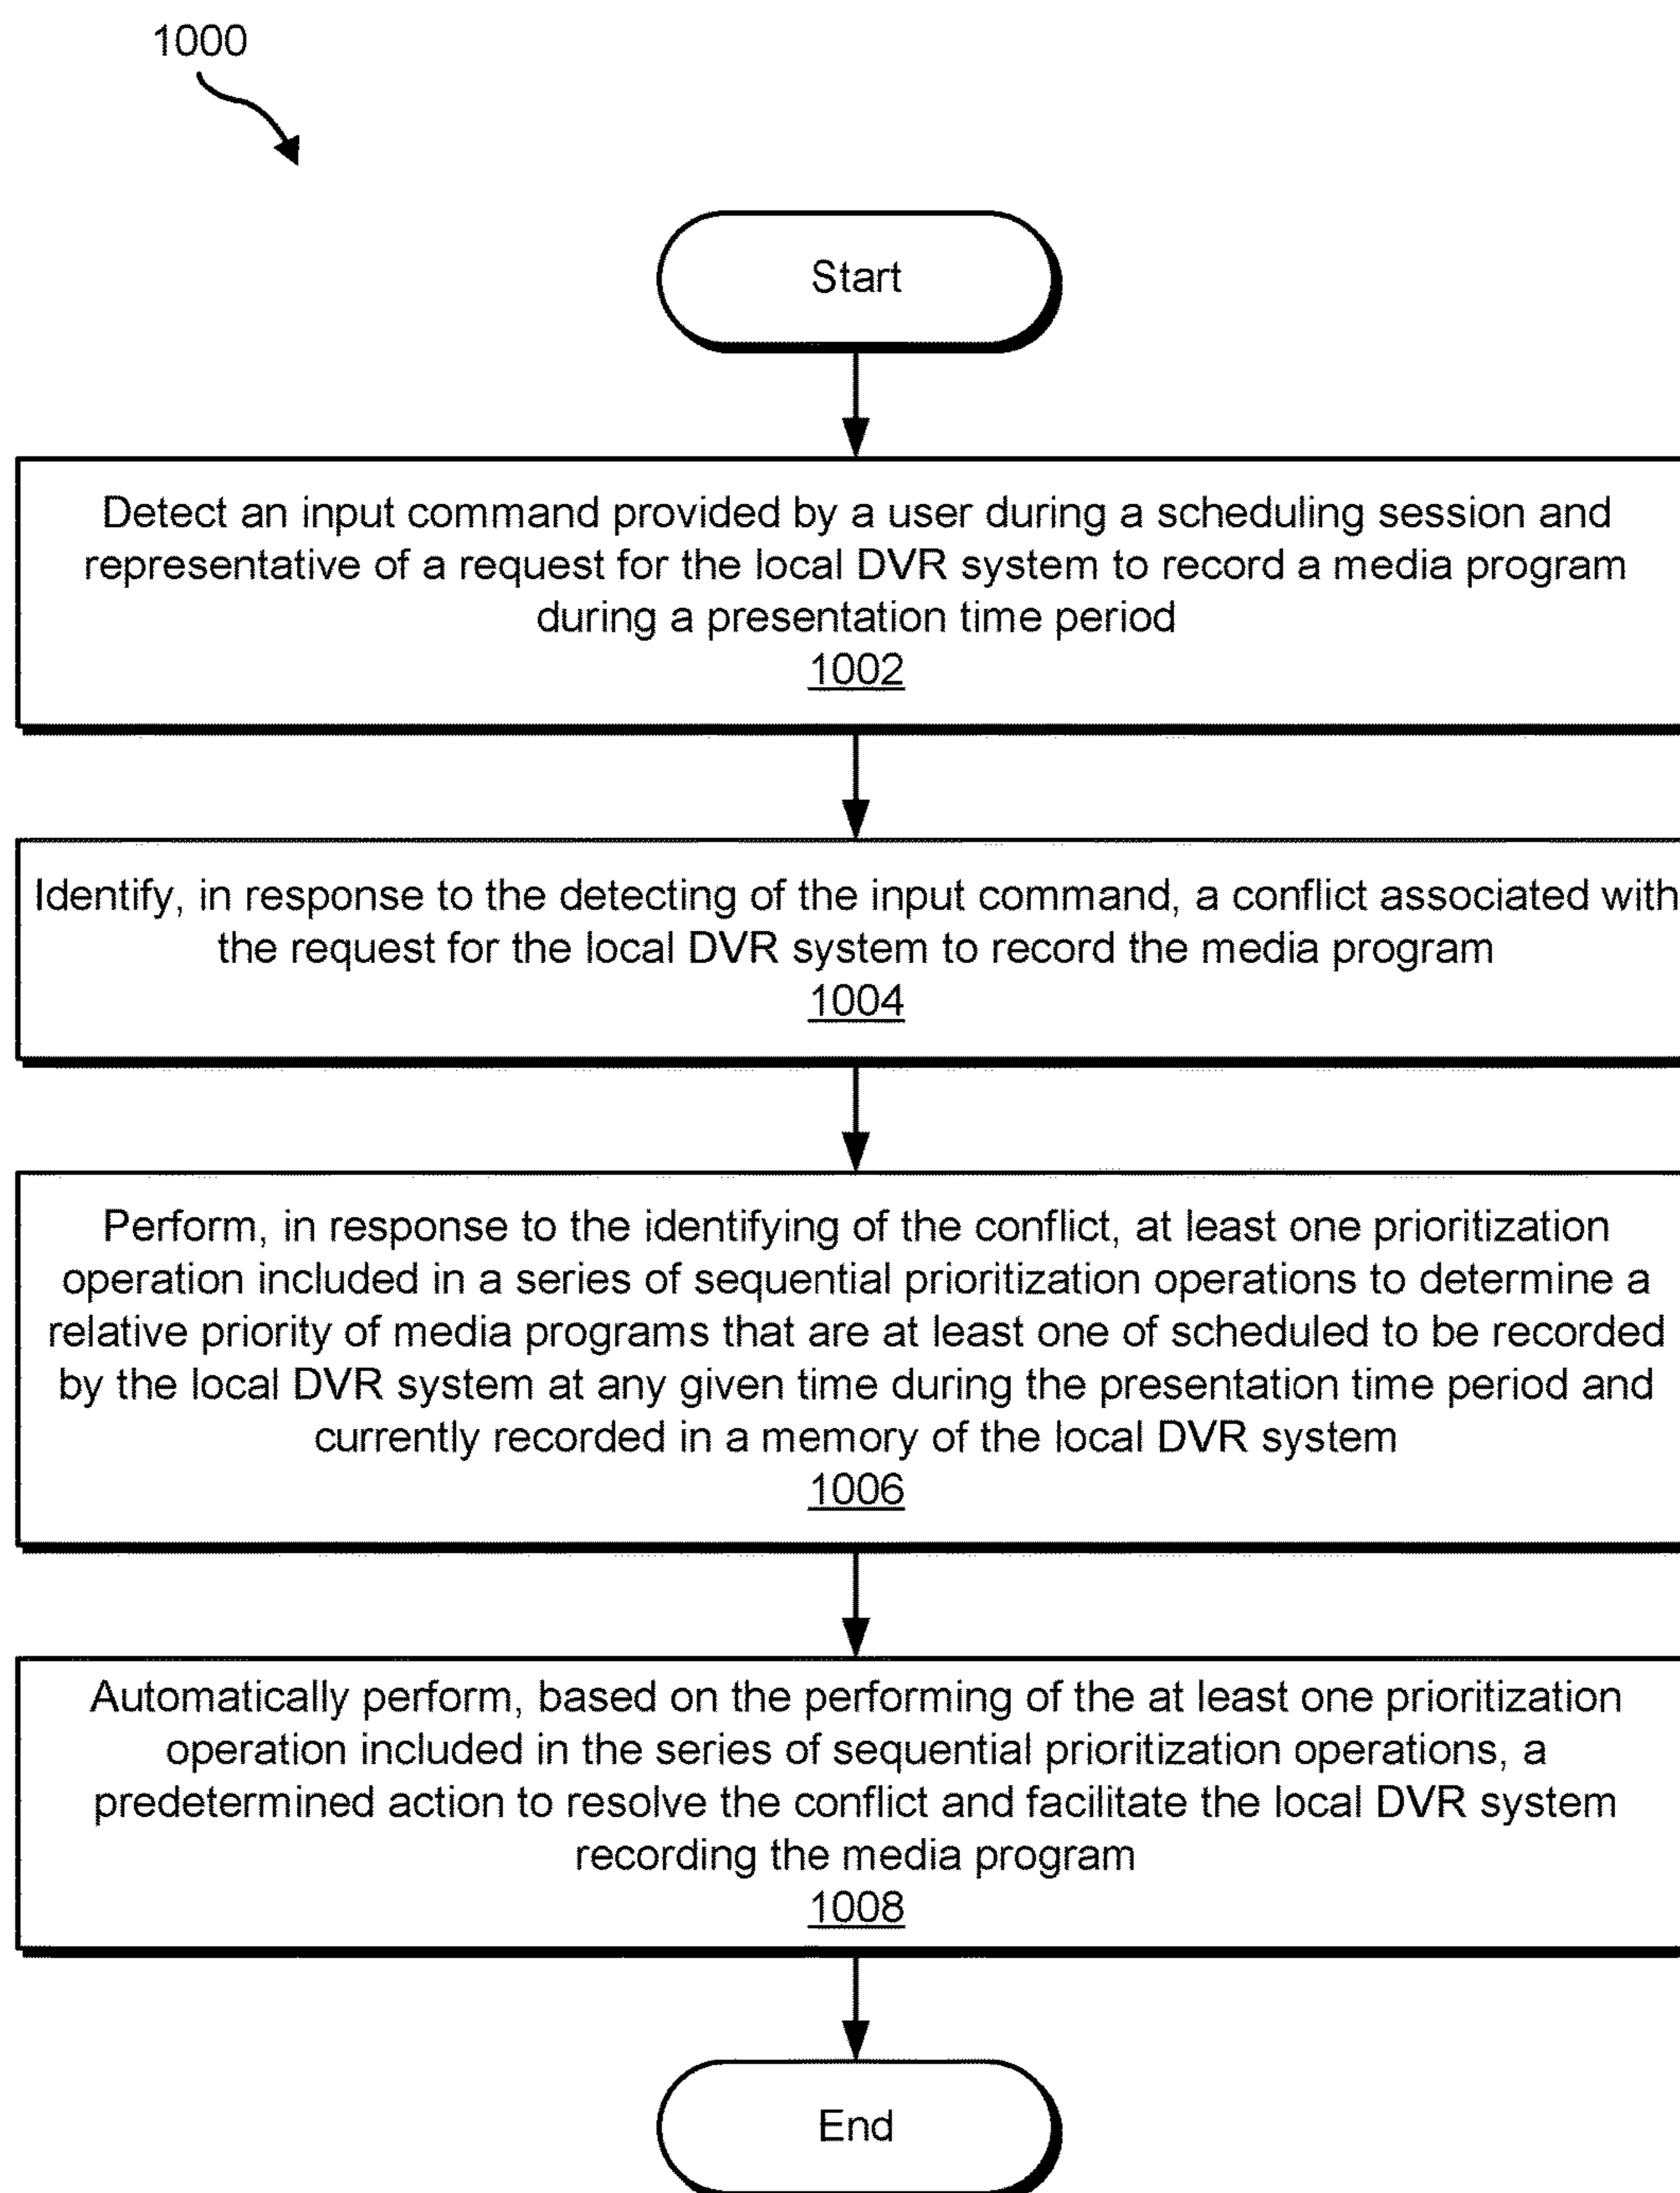 1000
Start
Detect an input command provided by a user during a scheduling session and
representative of a request for the local DVR system to record a media program
during a presentation time period
1002
Identify, in response to the detecting of the input command, a conflict associated with
the request for the local DVR system to record the media program
1004
Perform, in response to the identifying of the conflict, at least one prioritization
operation included in a series of sequential prioritization operations to determine a
relative priority of media programs that are at least one of scheduled to be recorded
by the local DVR system at any given time during the presentation time period and
currently recorded in a memory of the local DVR system
1006
Automatically perform, based on the performing of the at least one prioritization
operation included in the series of sequential prioritization operations, a
predetermined action to resolve the conflict and facilitate the local DVR system
recording the media program
1008
End